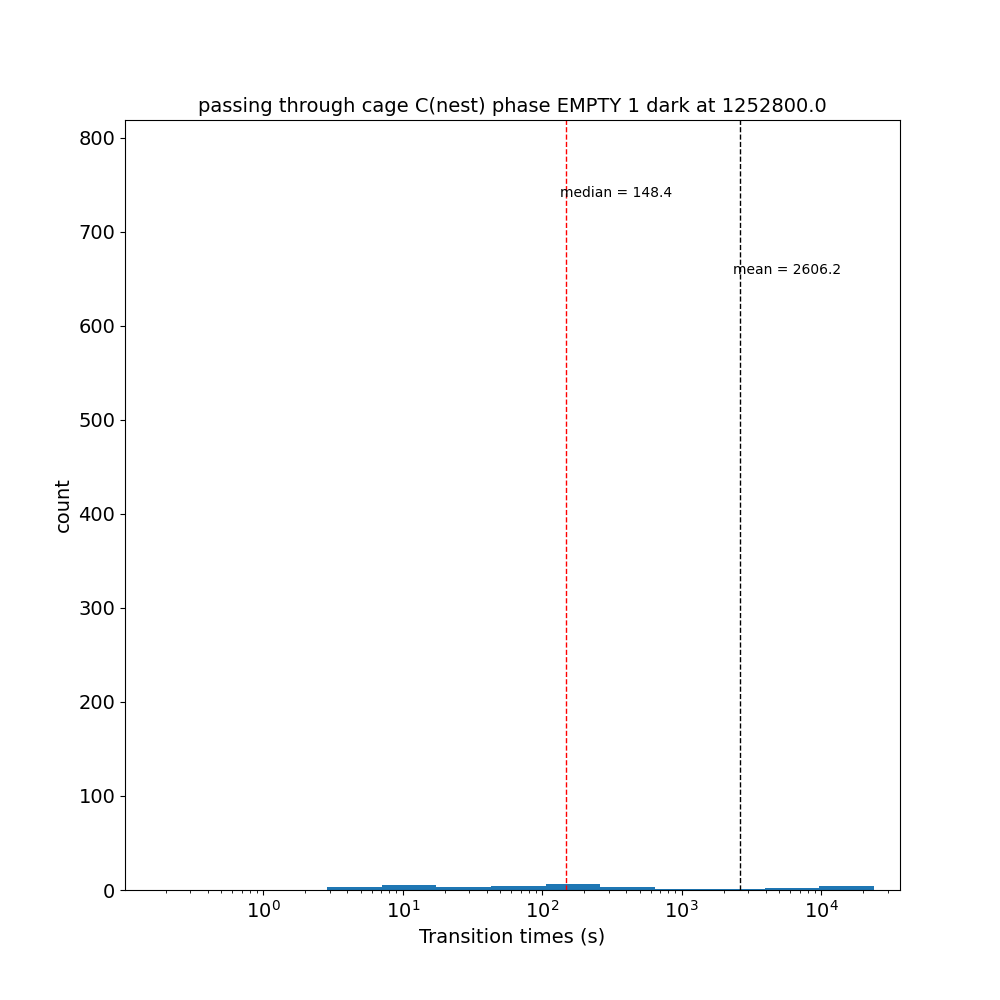 passing through cage C(nest) phase EMPTY 1 dark at 1252800.0
800
median = 148.4
700
mean = 2606.2
600
500
count
400
300
200
100
0
10⁰ 10¹ 10² 10³ 10⁴
Transition times (s)